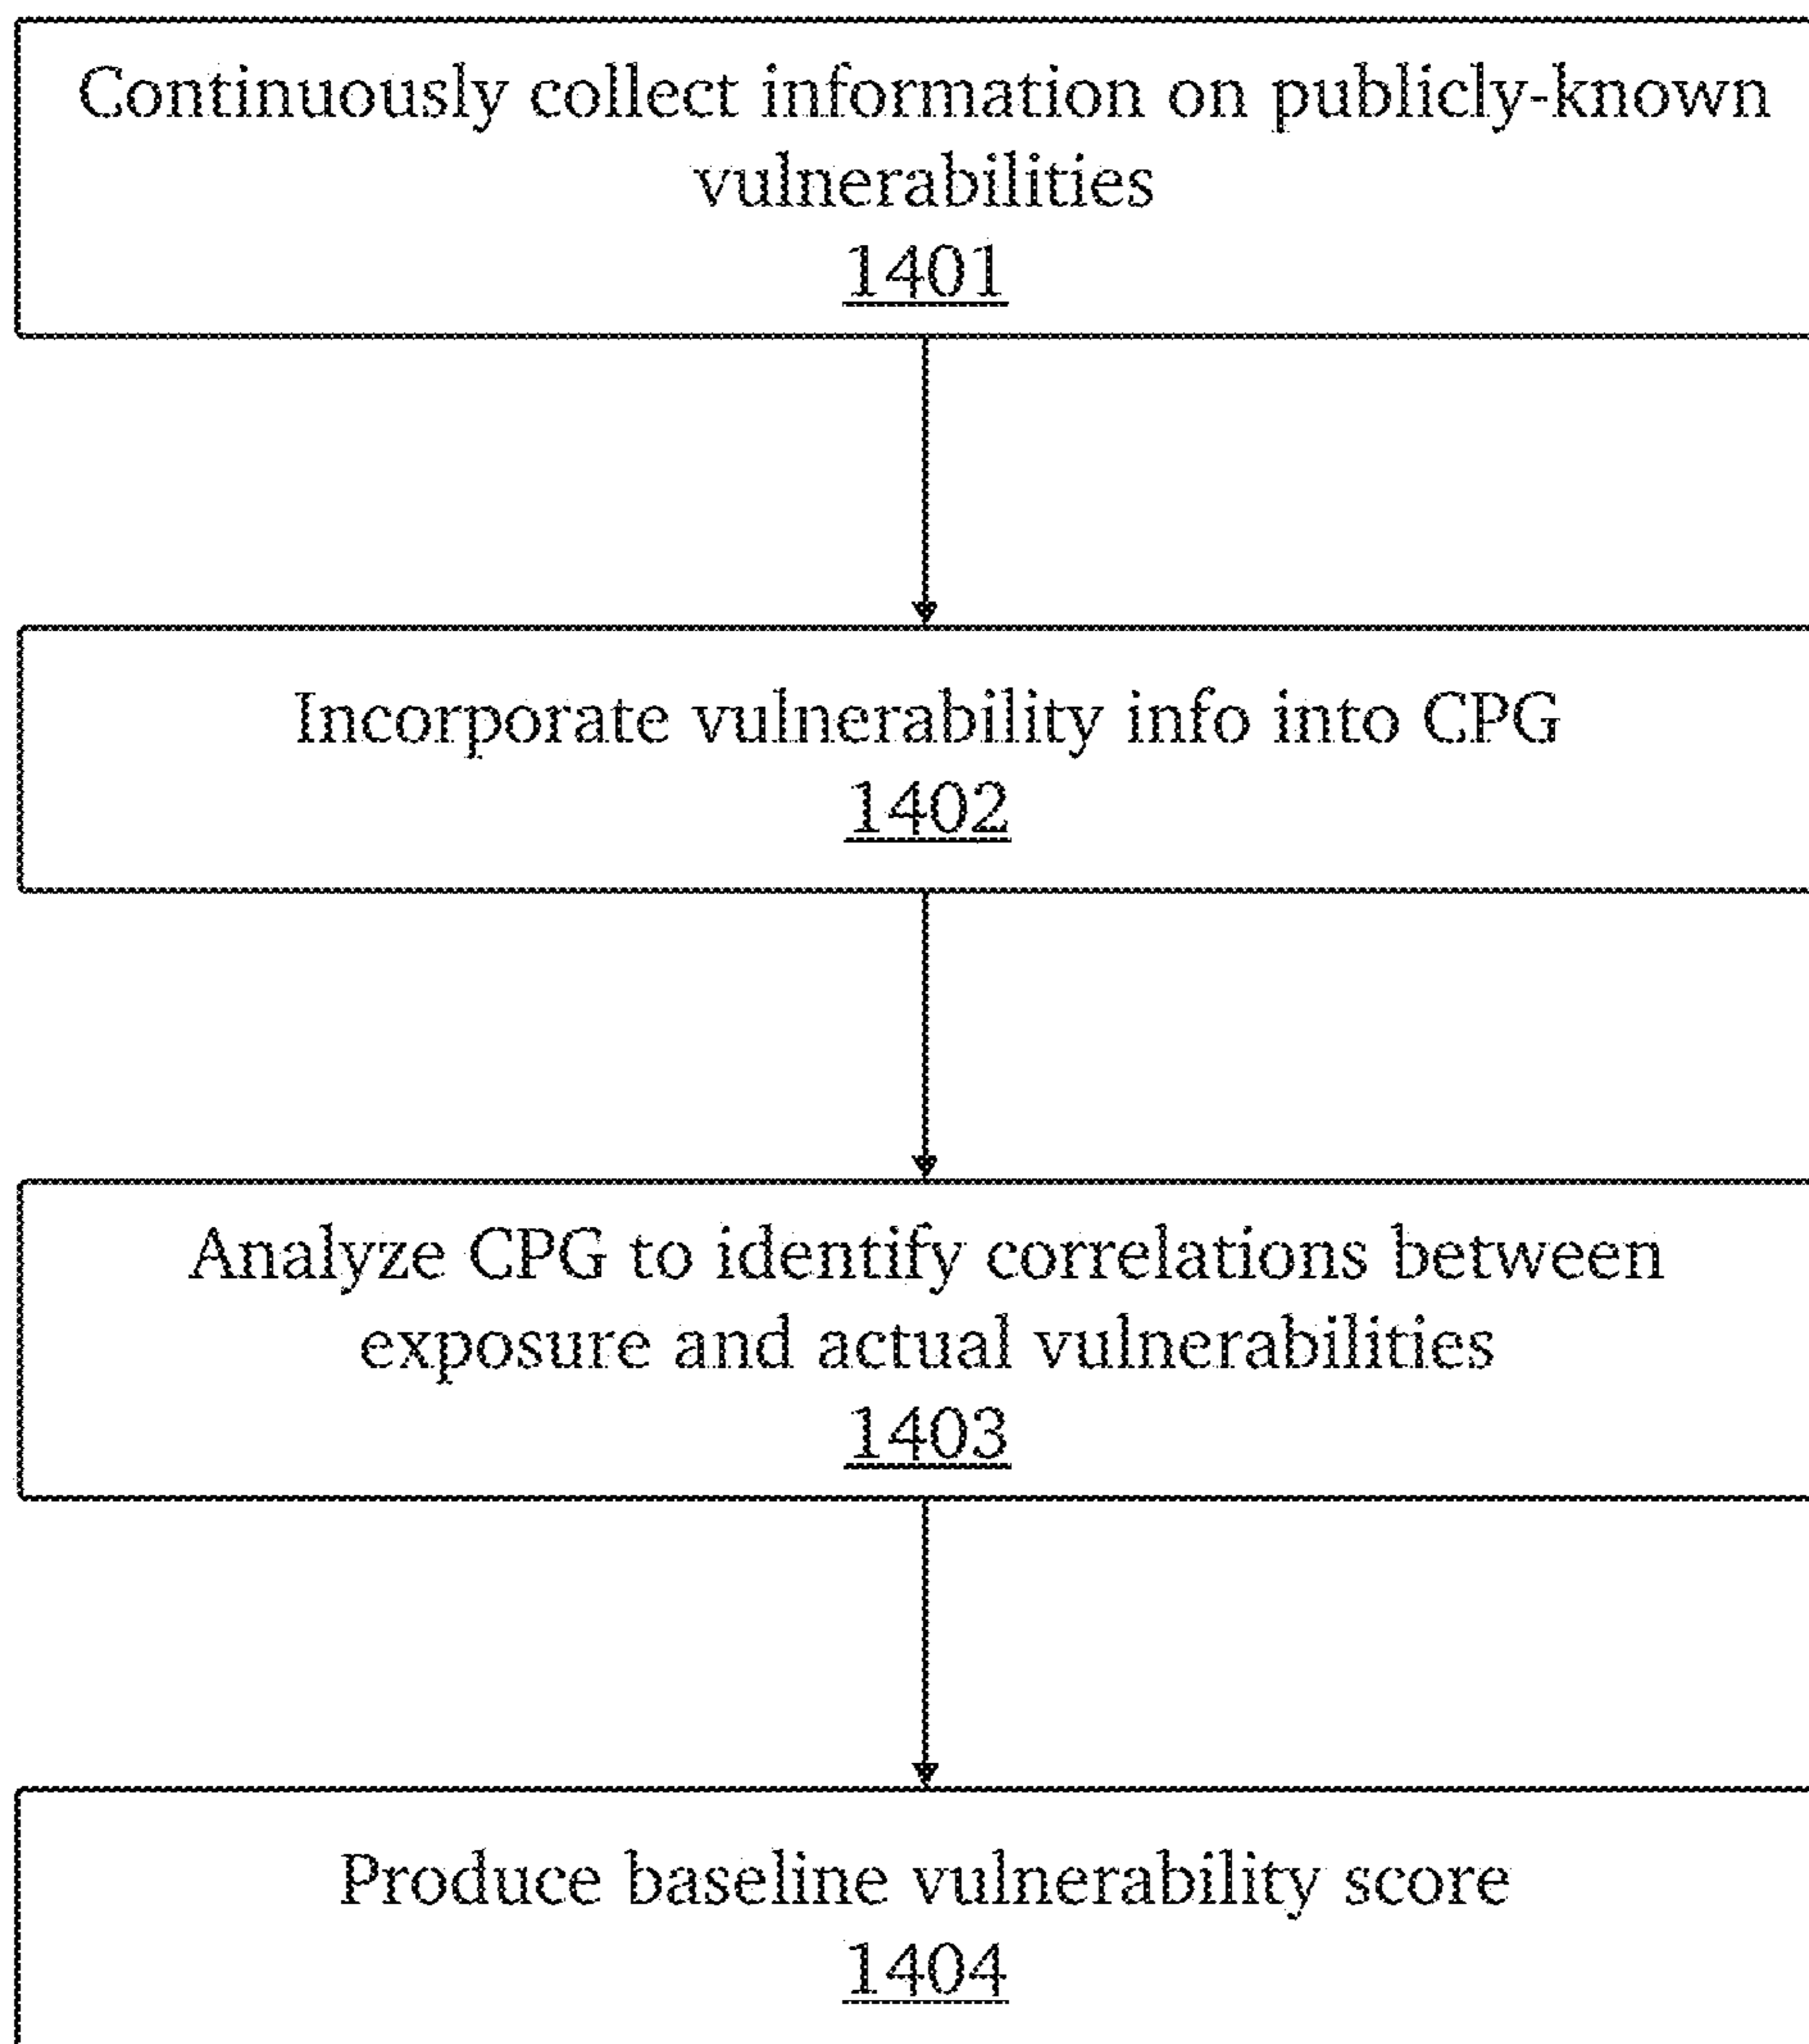 Continuously collect information on publicly-known
vulnerabilities
1401
Incorporate vulnerability info into CPG
1402
Analyze CPG to identify correlations between
exposure and actual vulnerabilities
1403
Produce baseline vulnerability score
1404